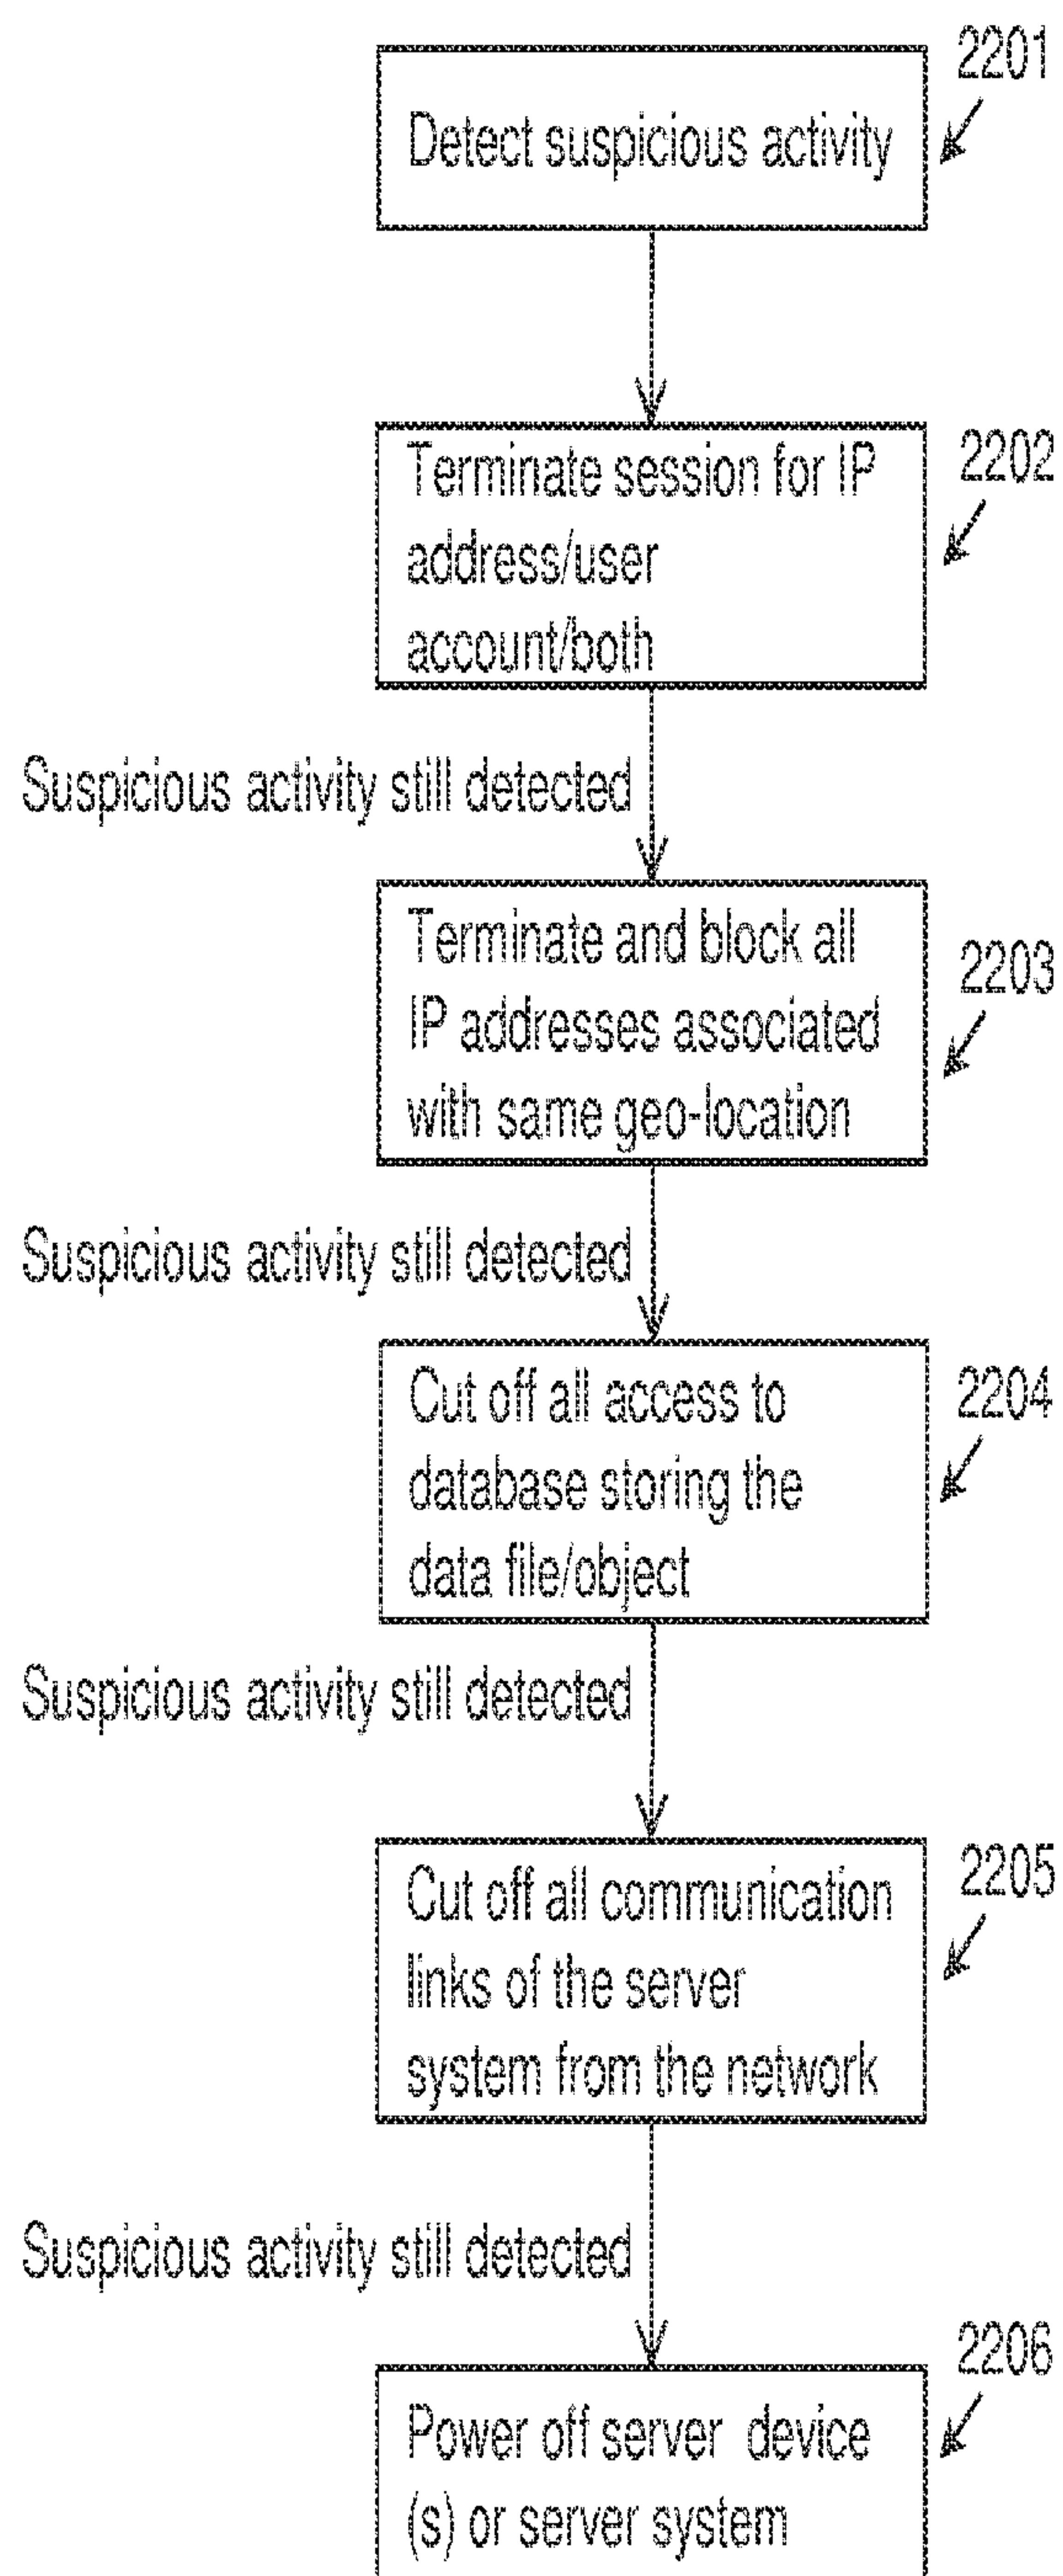 2201
Detect suspicious activity
2202
Terminate session for IP
address/user
account/both
Suspicious activity still detected
2203
Terminate and block all
IP addresses associated
with same geo-location
Suspicious activity still detected
2204
Cut off all access to
database storing the
data file/object
Suspicious activity still detected
2205
Cut off all communication
links of the server
system from the network
Suspicious activity still detected
2206
Power off server device
(s) or server system